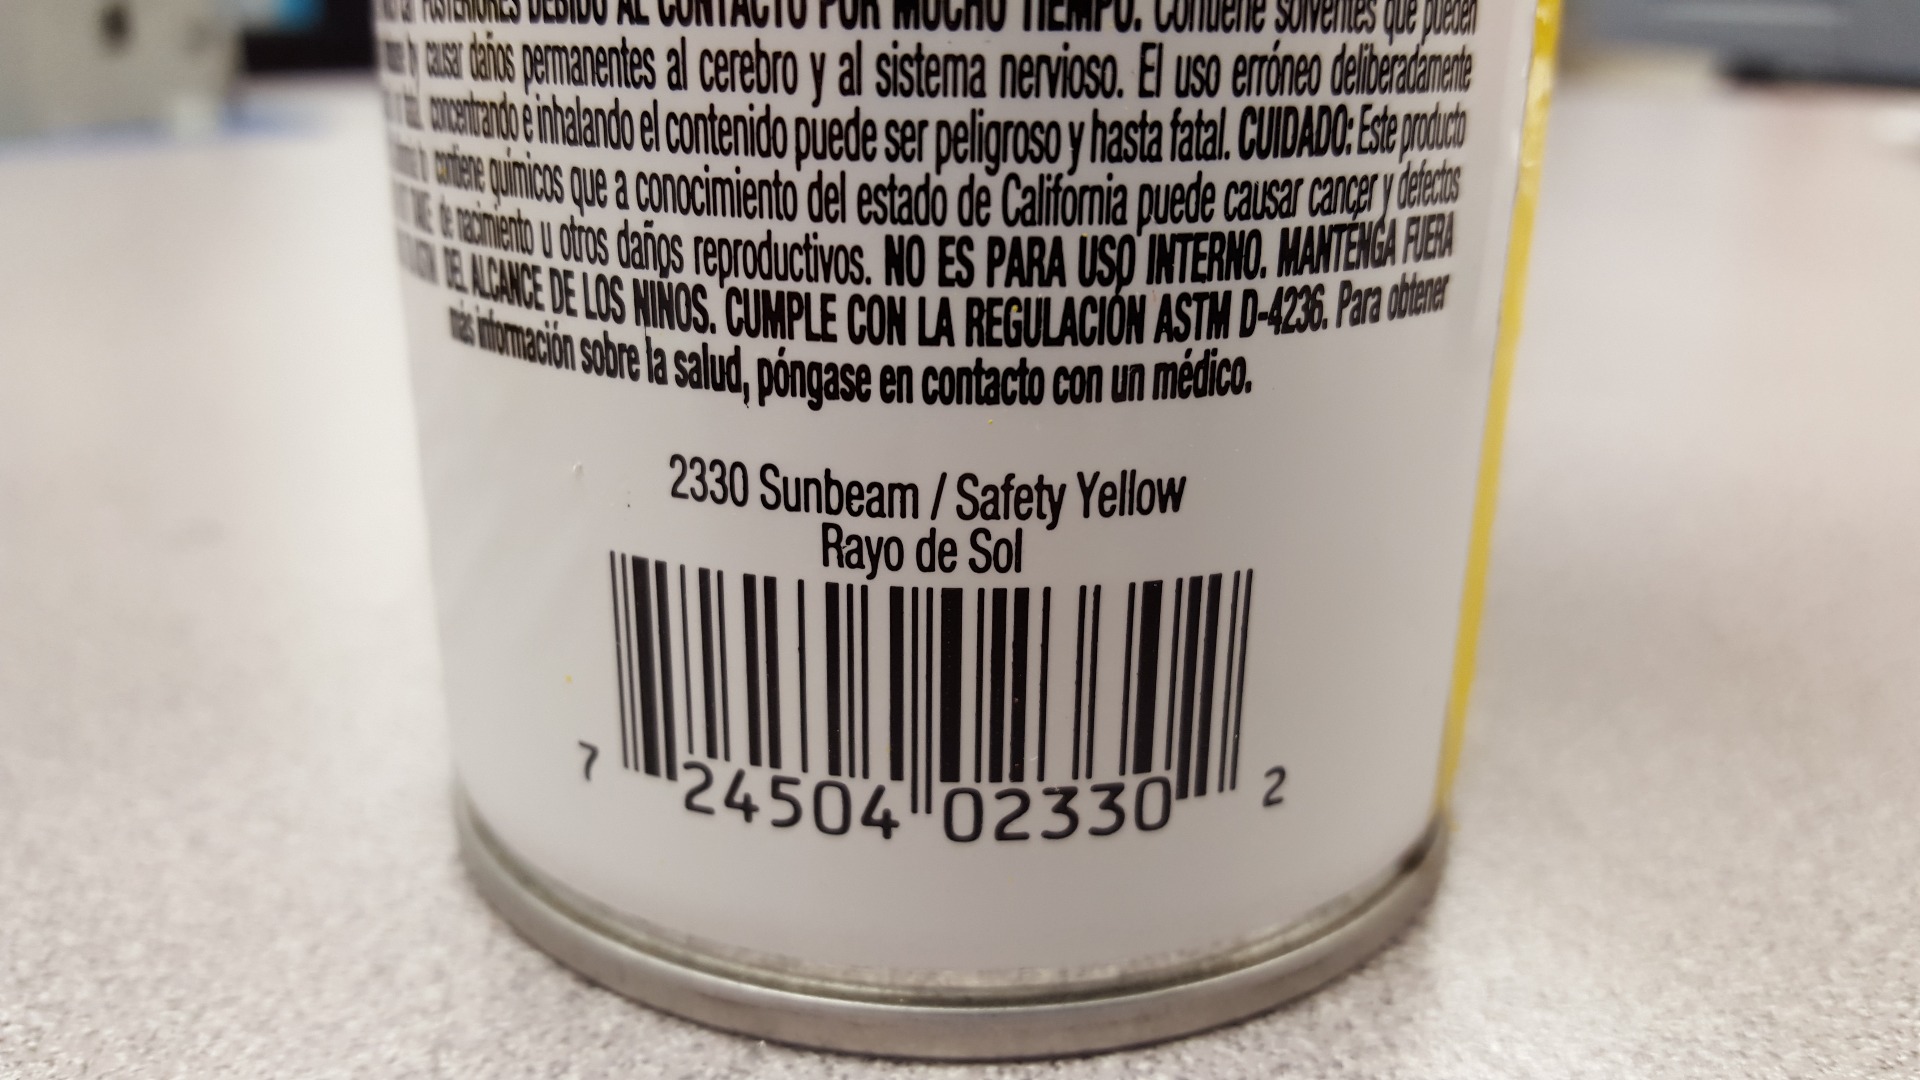 POSTERIORES DEBIDO AL CONTACTO POR MUCHO TIEMPO. Contiene solventes que pueden
causar daños permanentes al cerebro y al sistema nervioso. El uso erróneo deliberadamente
concentrando e inhalando el contenido puede ser peligroso y hasta fatal. CUIDADO: Este producto
contiene químicos que a conocimiento del estado de California puede causar cancer y defectos
de nacimiento u otros daños reproductivos. NO ES PARA USO INTERNO. MANTENGA FUERA
DEL ALCANCE DE LOS NIÑOS. CUMPLE CON LA REGULACIÓN ASTM D-4236. Para obtener
más información sobre la salud, póngase en contacto con un médico.
2330 Sunbeam / Safety Yellow
Rayo de Sol
7 24504 02330 2